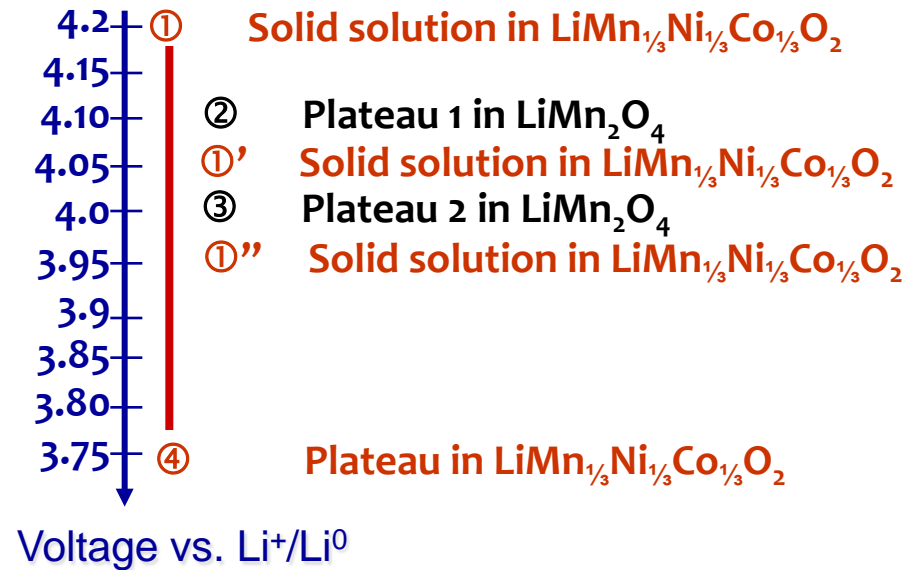 4.2 ① Solid solution in LiMn⅓Ni⅓Co⅓O₂
4.15
4.10 ② Plateau 1 in LiMn₂O₄
4.05 ①’ Solid solution in LiMn⅓Ni⅓Co⅓O₂
4.0 ③ Plateau 2 in LiMn₂O₄
3.95 ①” Solid solution in LiMn⅓Ni⅓Co⅓O₂
3.9
3.85
3.80
3.75 ④ Plateau in LiMn⅓Ni⅓Co⅓O₂
Voltage vs. Li⁺/Li⁰